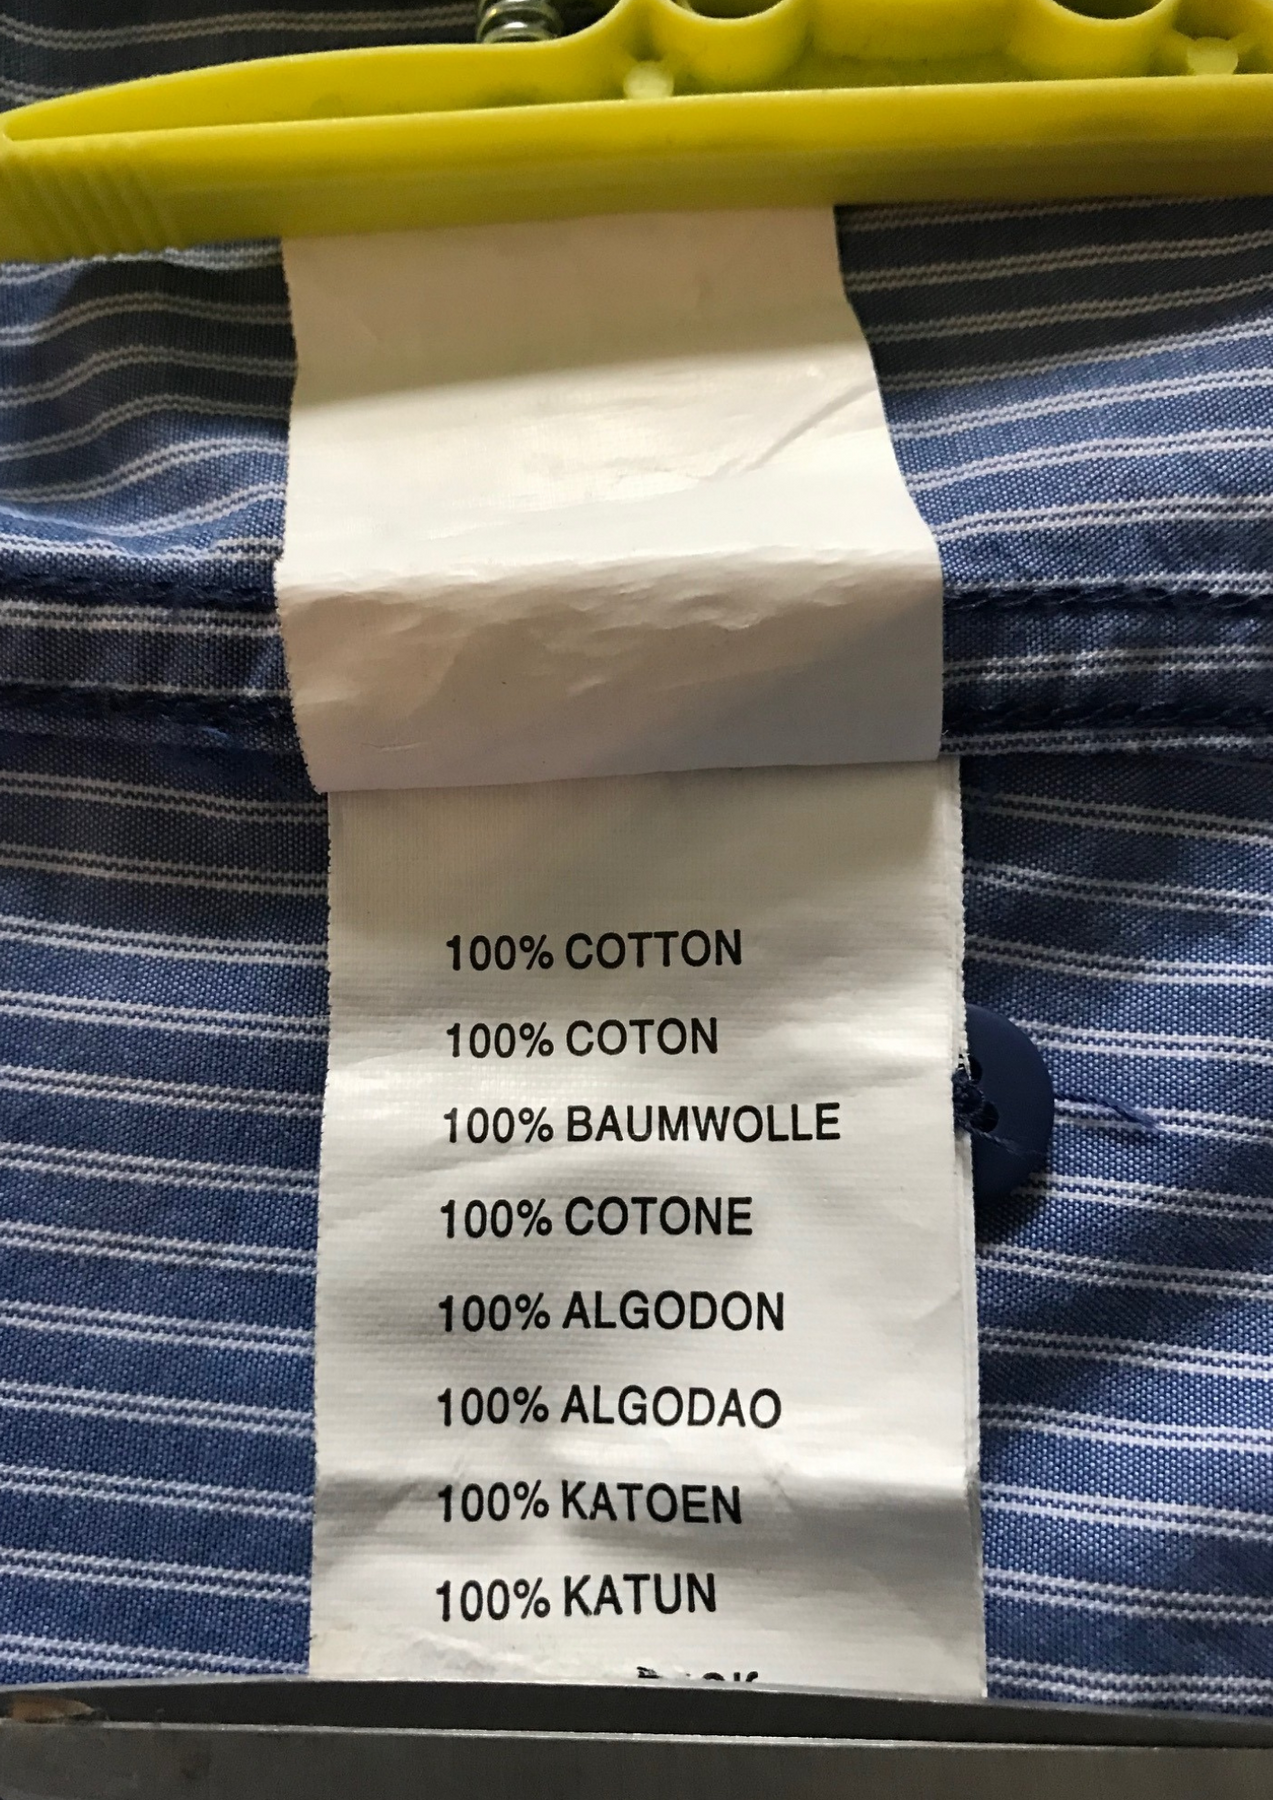 100% COTTON
100% COTON
100% BAUMWOLLE
100% COTONE
100% ALGODON
100% ALGODAO
100% KATOEN
100% KATUN